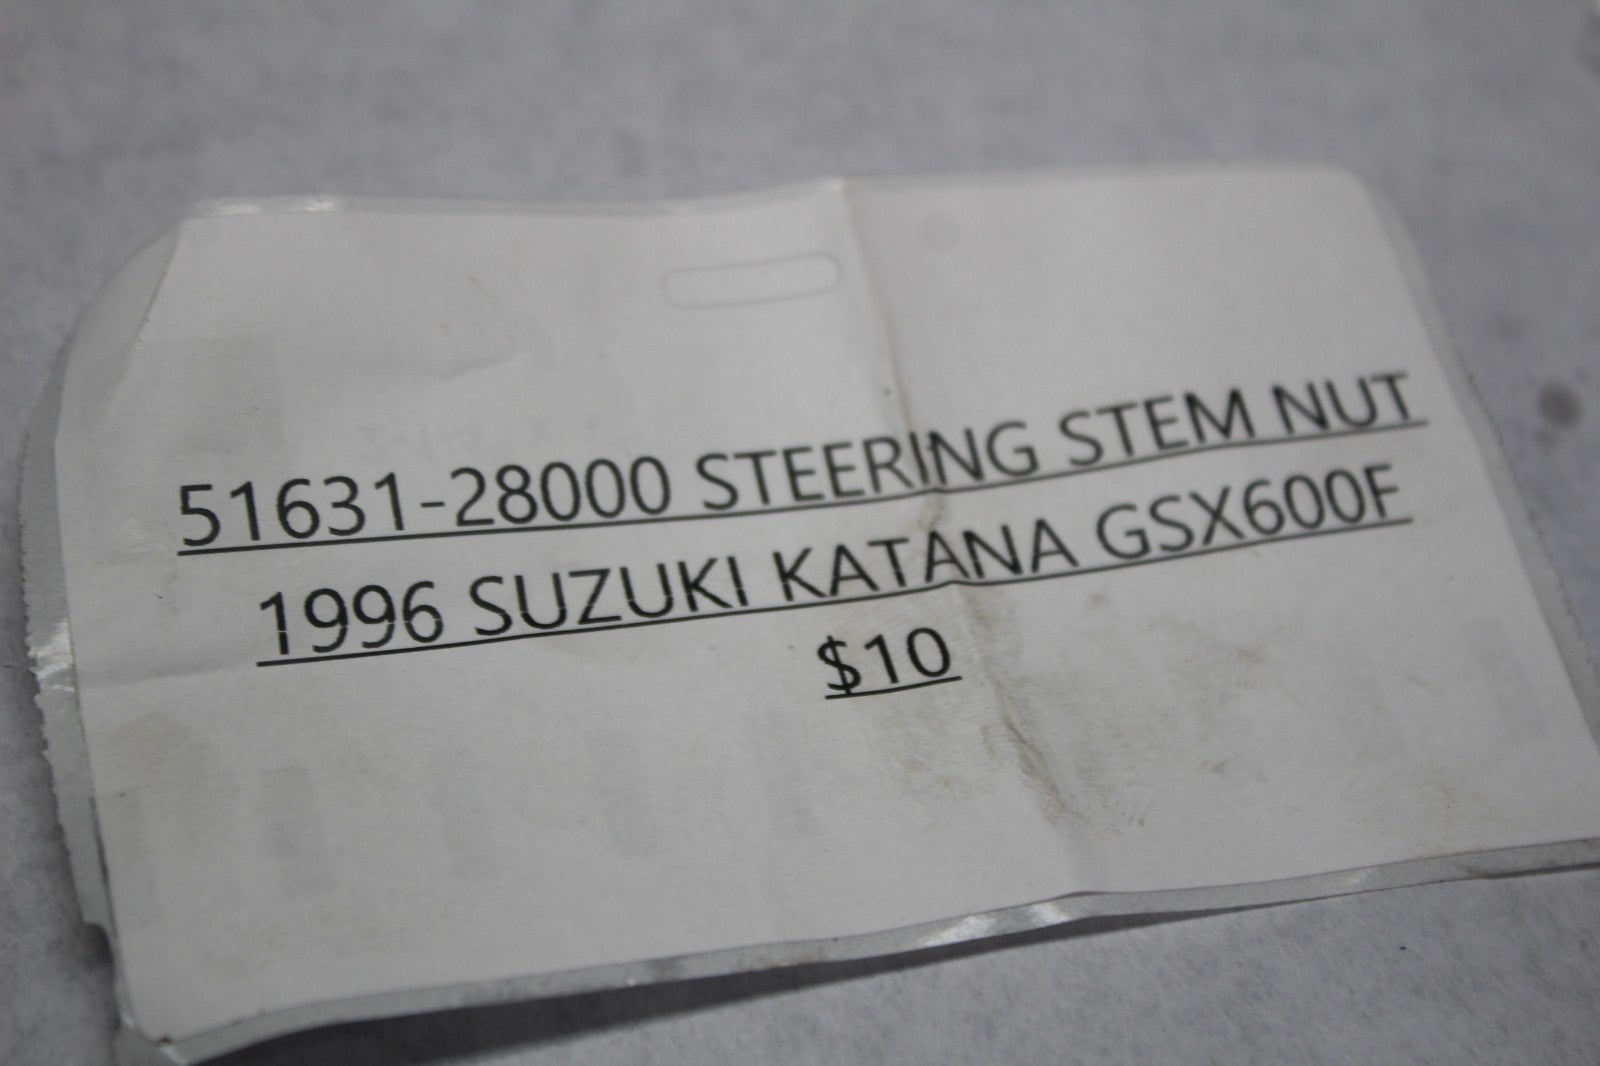 51631-28000 STEERING STEM NUT
1996 SUZUKI KATANA GSX600F
$10